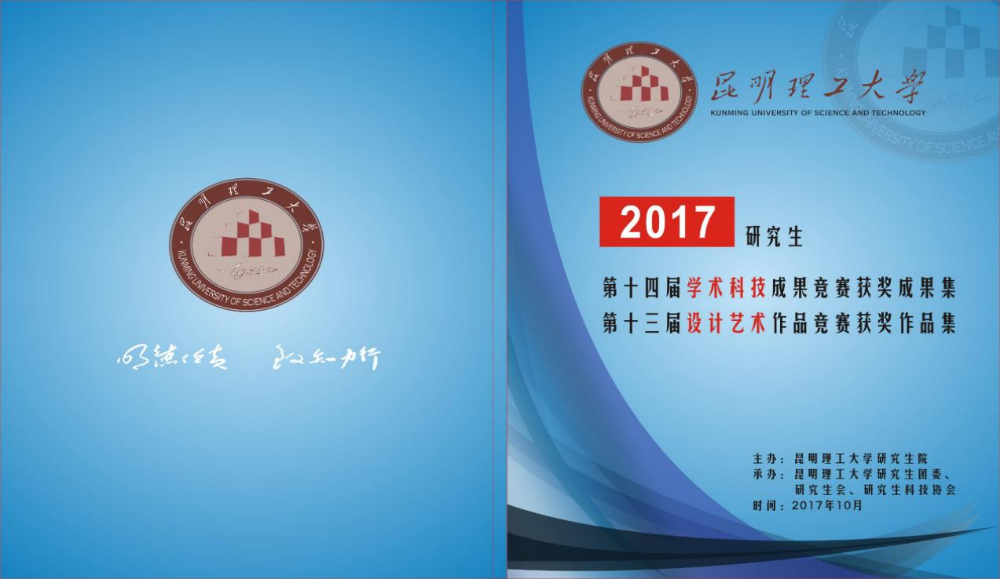 昆明理工大学
KUNMING UNIVERSITY OF SCIENCE AND TECHNOLOGY
1954
明德任责 致知力行
昆明理工大学
KUNMING UNIVERSITY OF SCIENCE AND TECHNOLOGY
1954
昆明理工大學
KUNMING UNIVERSITY OF SCIENCE AND TECHNOLOGY
2017 研究生
第十四届学术科技成果竞赛获奖成果集
第十三届设计艺术作品竞赛获奖作品集
主办：昆明理工大学研究生院
承办：昆明理工大学研究生团委、
研究生会、研究生科技协会
时间：2017年10月